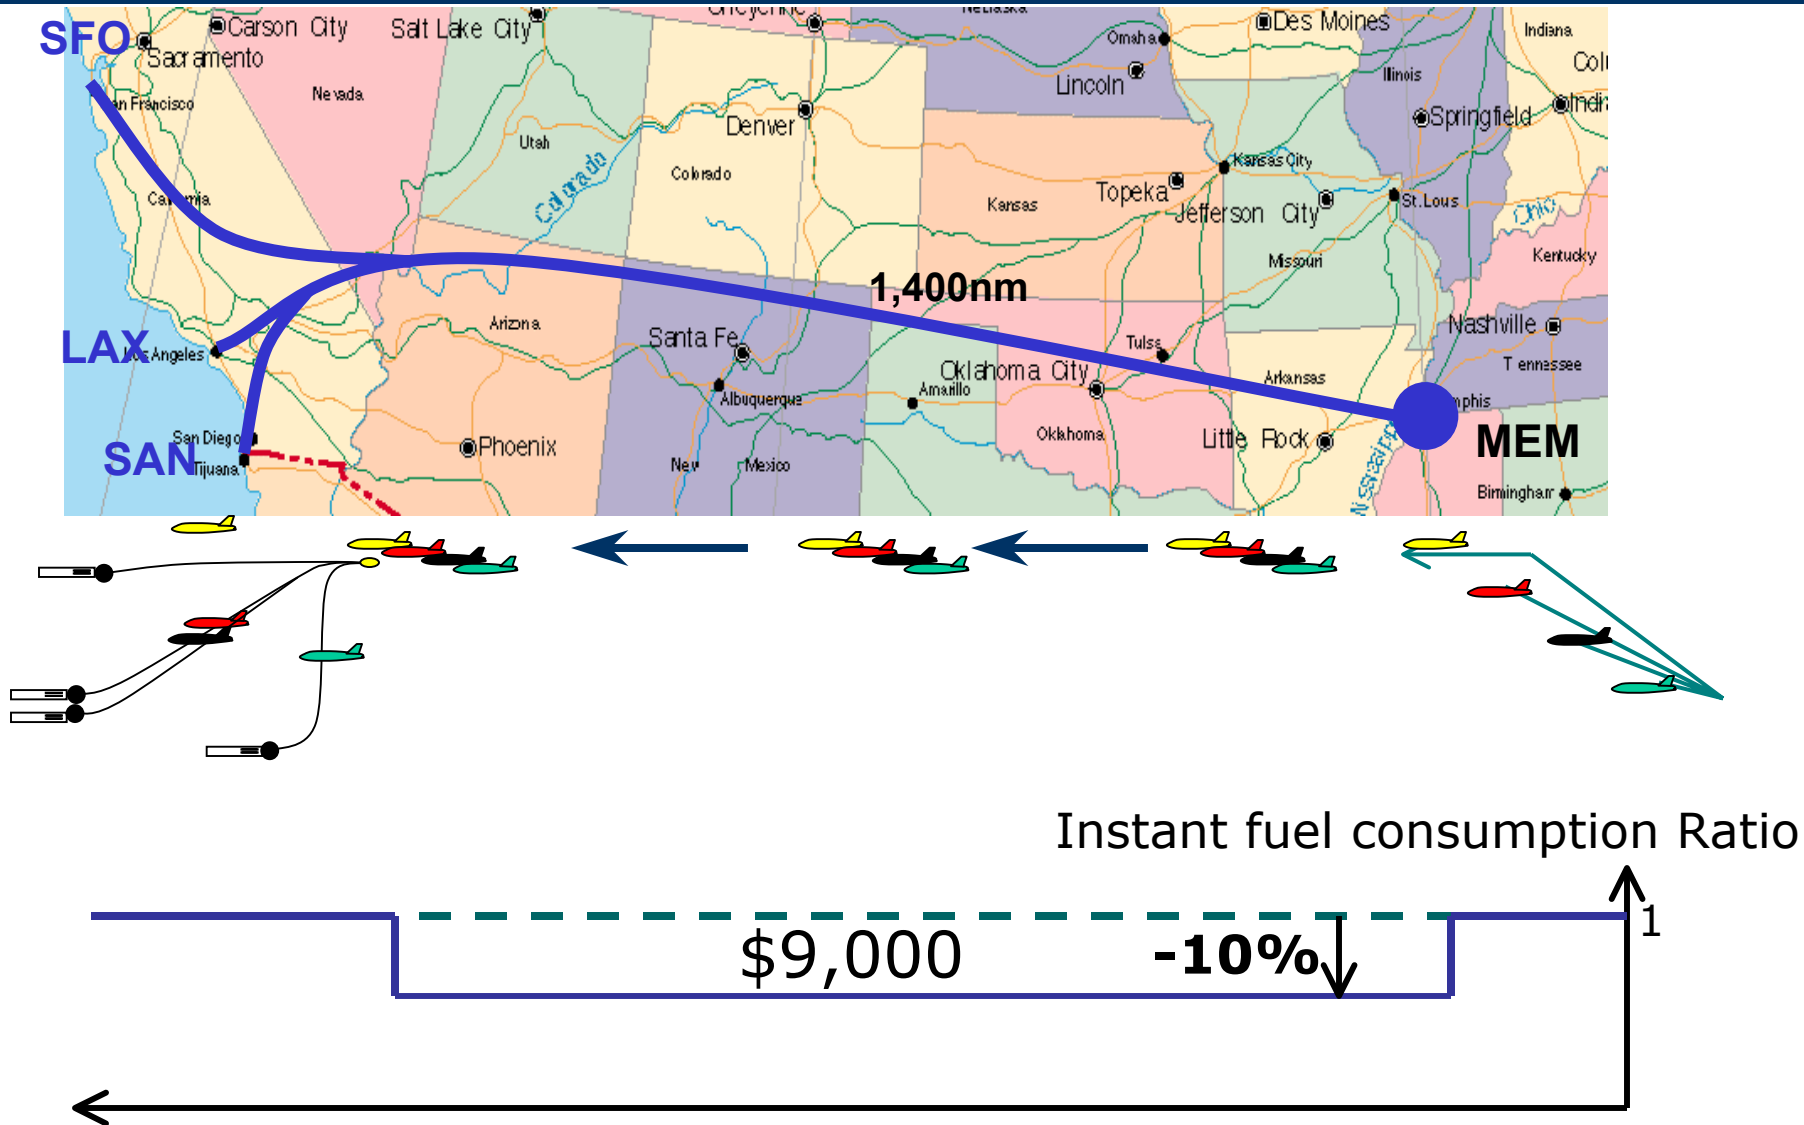 SFO
Carson City
Salt Lake City
Des Moines
Indiana
Sacramento
Omaha
Lincoln
Illinois
Nevada
an Francisco
Denver
Springfield
Utah
Colorado
Colorado
Kansas City
Topeka
Jefferson City
St. Louis
Ohio
Kansas
Missouri
Kentucky
1,400nm
Arizona
Santa Fe
Nashville
Tulsa
LAX
Los Angeles
Oklahoma City
Arkansas
Tennessee
Amarillo
Albuquerque
phis
San Diego
SAN
Tijuana
Phoenix
New Mexico
Oklahoma
Little Rock
MEM
Birmingham
Instant fuel consumption Ratio
1
$9,000
-10%